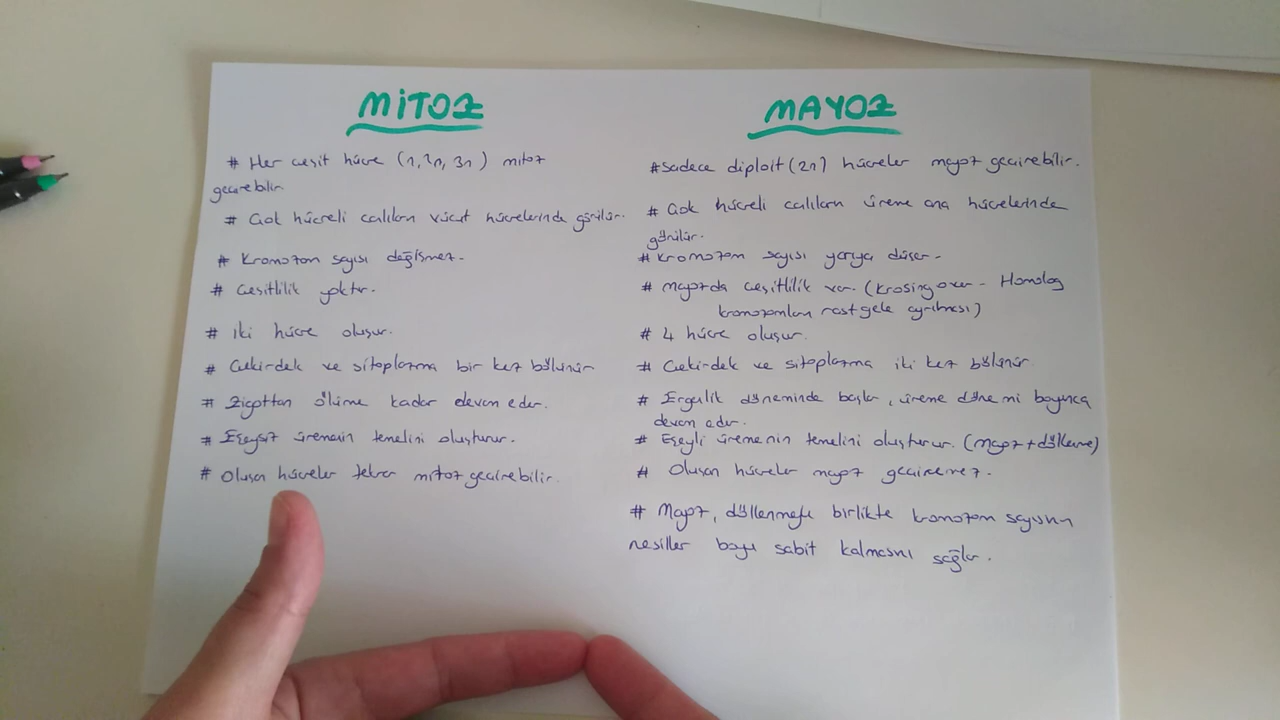 MİTOZ
# Her çeşit hücre (n, 2n, 3n) mitoz
geçirebilir.
# Çok hücreli canlıların vücut hücrelerinde görülür.
# Kromozom sayısı değişmez.
# Çeşitlilik yoktur.
# iki hücre oluşur.
# Çekirdek ve sitoplazma bir kez bölünür
# Zigottan ölüme kadar devam eder.
# Eşeysiz üremenin temelini oluşturur.
# Oluşan hücreler tekrar mitoz geçirebilir.
MAYOZ
# Sadece diploit (2n) hücreler mayoz geçirebilir.
# Çok hücreli canlıların üreme ana hücrelerinde
görülür.
# Kromozom sayısı yarıya düşer.
# Mayozda çeşitlilik var. (Krosing over - Homolog
kromozomların rastgele ayrılması)
# 4 hücre oluşur.
# Çekirdek ve sitoplazma iki kez bölünür.
# Ergenlik döneminde başlar, üreme dönemi boyunca
devam eder.
# Eşeyli üremenin temelini oluşturur. (Mayoz+döllenme)
# Oluşan hücreler mayoz geçiremez.
# Mayoz, döllenmeyle birlikte kromozom sayısının
nesiller boyu sabit kalmasını sağlar.